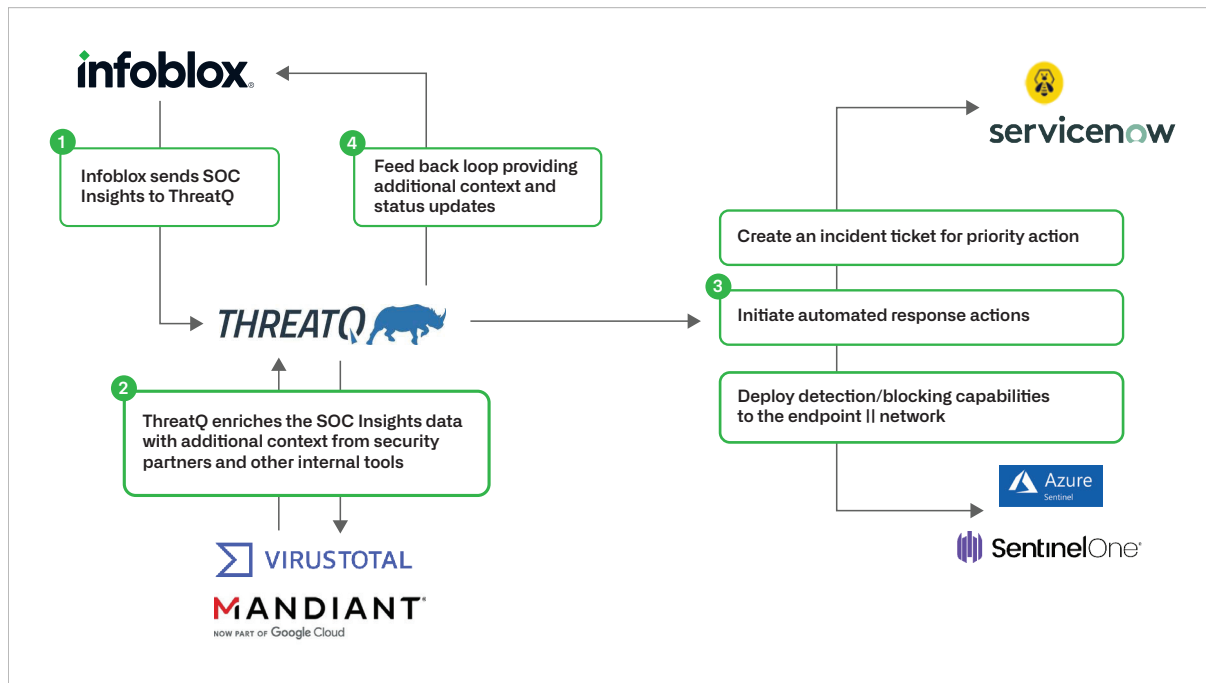 infoblox®
1
Infoblox sends SOC
Insights to ThreatQ
4
Feed back loop providing
additional context and
status updates
THREATQ
2
ThreatQ enriches the SOC Insights data
with additional context from security
partners and other internal tools
VIRUSTOTAL
MANDIANT®
NOW PART OF Google Cloud
servicenow
Create an incident ticket for priority action
3
Initiate automated response actions
Deploy detection/blocking capabilities
to the endpoint || network
Azure
Sentinel
SentinelOne®